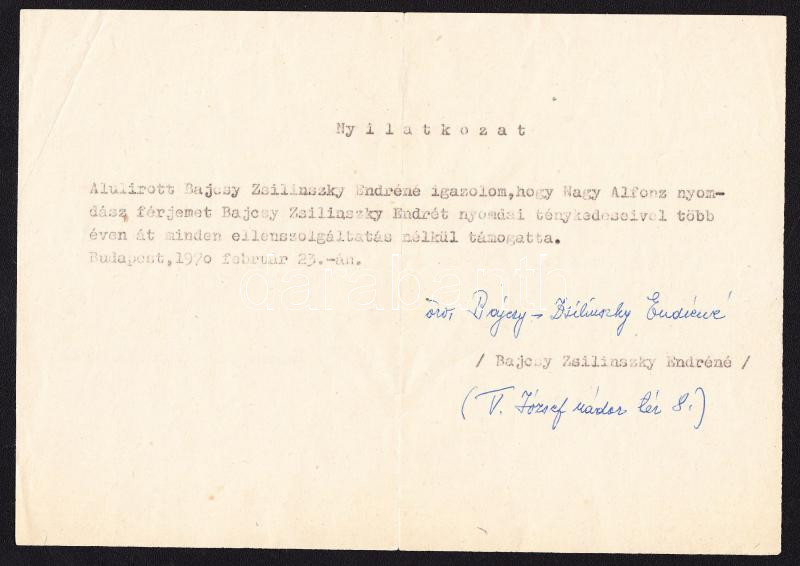 Nyilatkozat
Alulirott Bajcsy Zsilinszky Endréné igazolom,hogy Nagy Alfonz nyom-
dász férjemet Bajcsy Zsilinszky Endrét nyomdai ténykedeseivel több
éven át minden ellenszolgáltatás nélkül támogatta.
Budapest,1970 február 23.-án.
özv. Bajcsy-Zsilinszky Endréné
/ Bajcsy Zsilinszky Endréné /
(V. József nádor tér 8.)